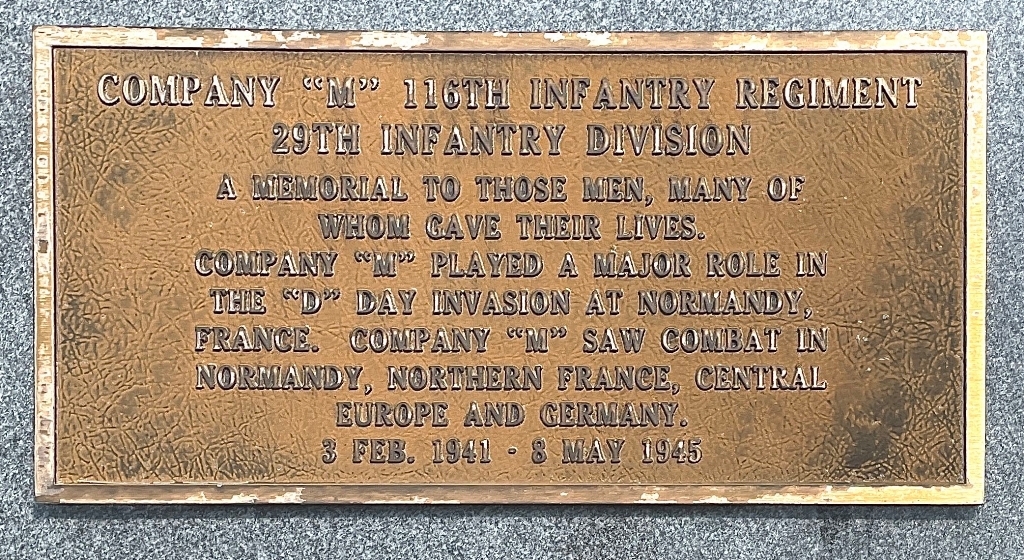 COMPANY “M” 116TH INFANTRY REGIMENT
29TH INFANTRY DIVISION
A MEMORIAL TO THOSE MEN, MANY OF
WHOM GAVE THEIR LIVES.
COMPANY “M” PLAYED A MAJOR ROLE IN
THE “D” DAY INVASION AT NORMANDY,
FRANCE. COMPANY “M” SAW COMBAT IN
NORMANDY, NORTHERN FRANCE, CENTRAL
EUROPE AND GERMANY.
3 FEB. 1941 - 8 MAY 1945